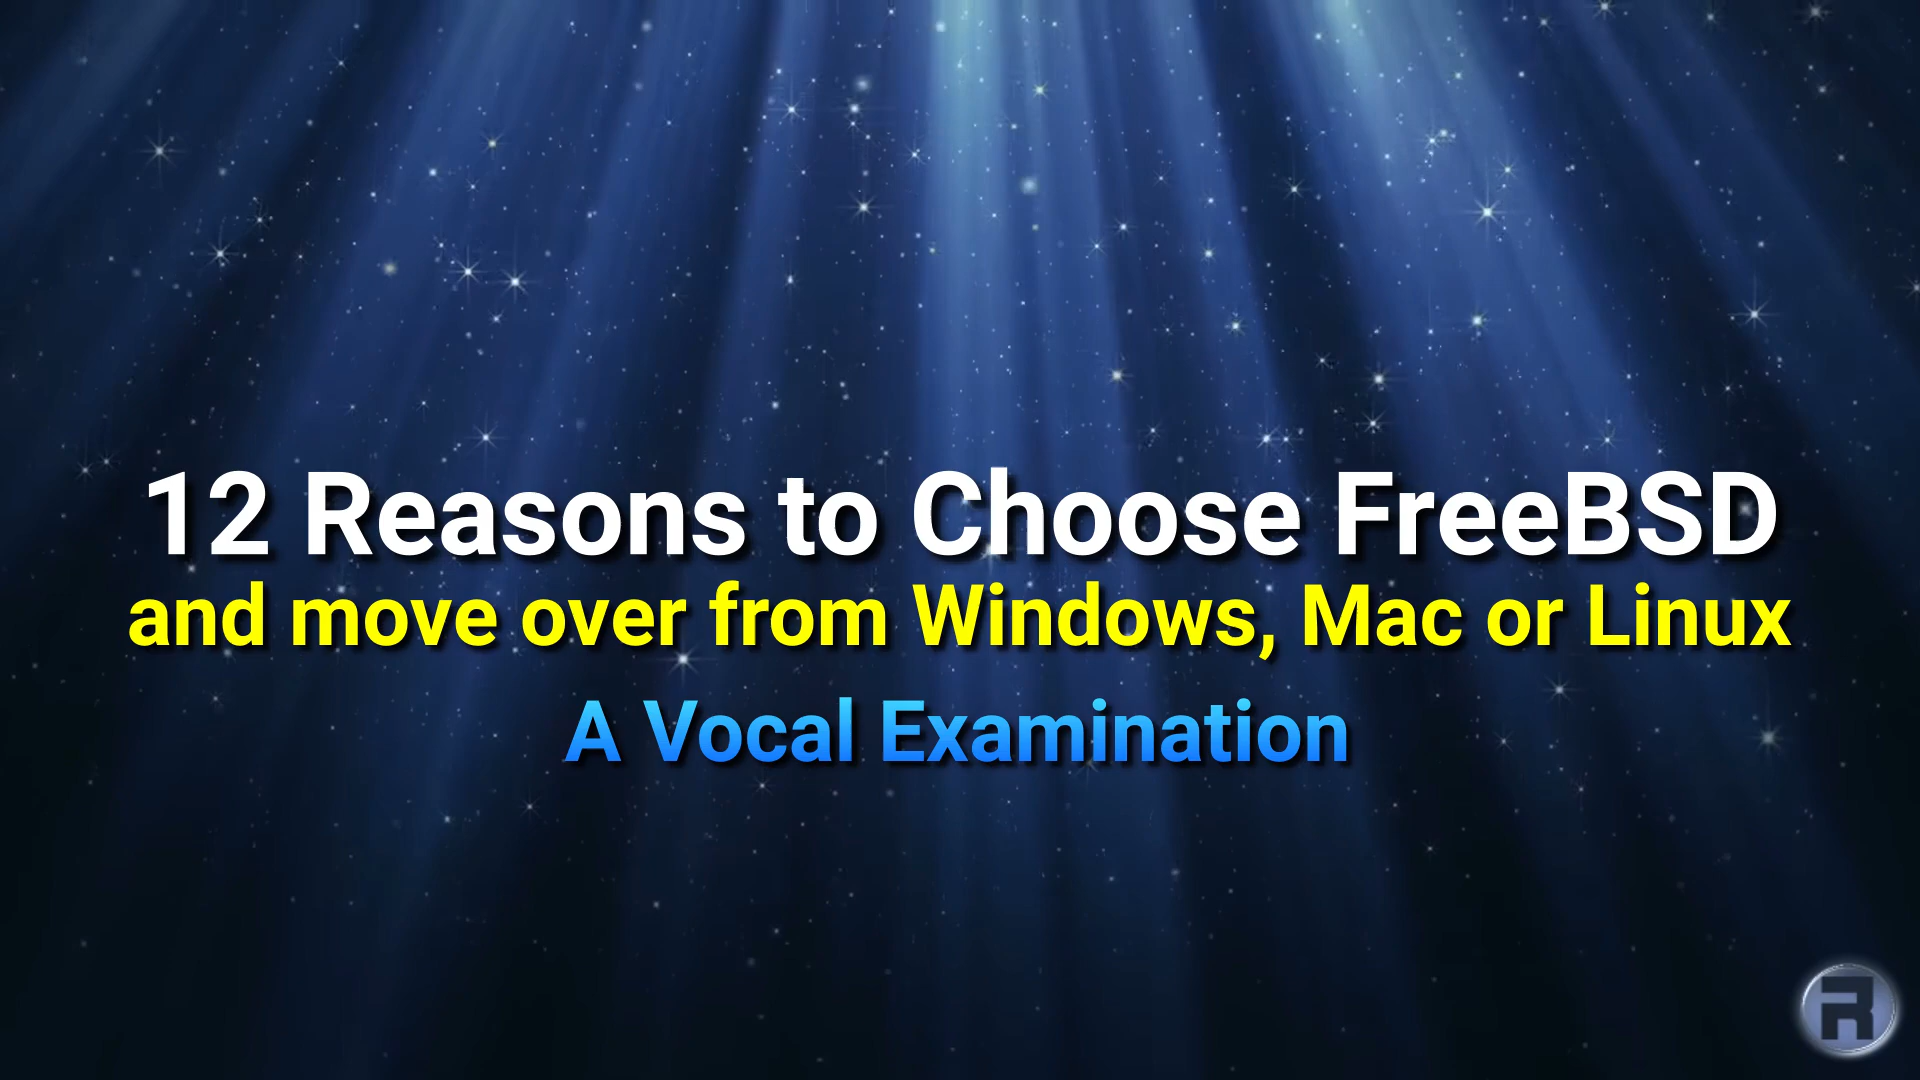 12 Reasons to Choose FreeBSD
and move over from Windows, Mac or Linux
A Vocal Examination
R